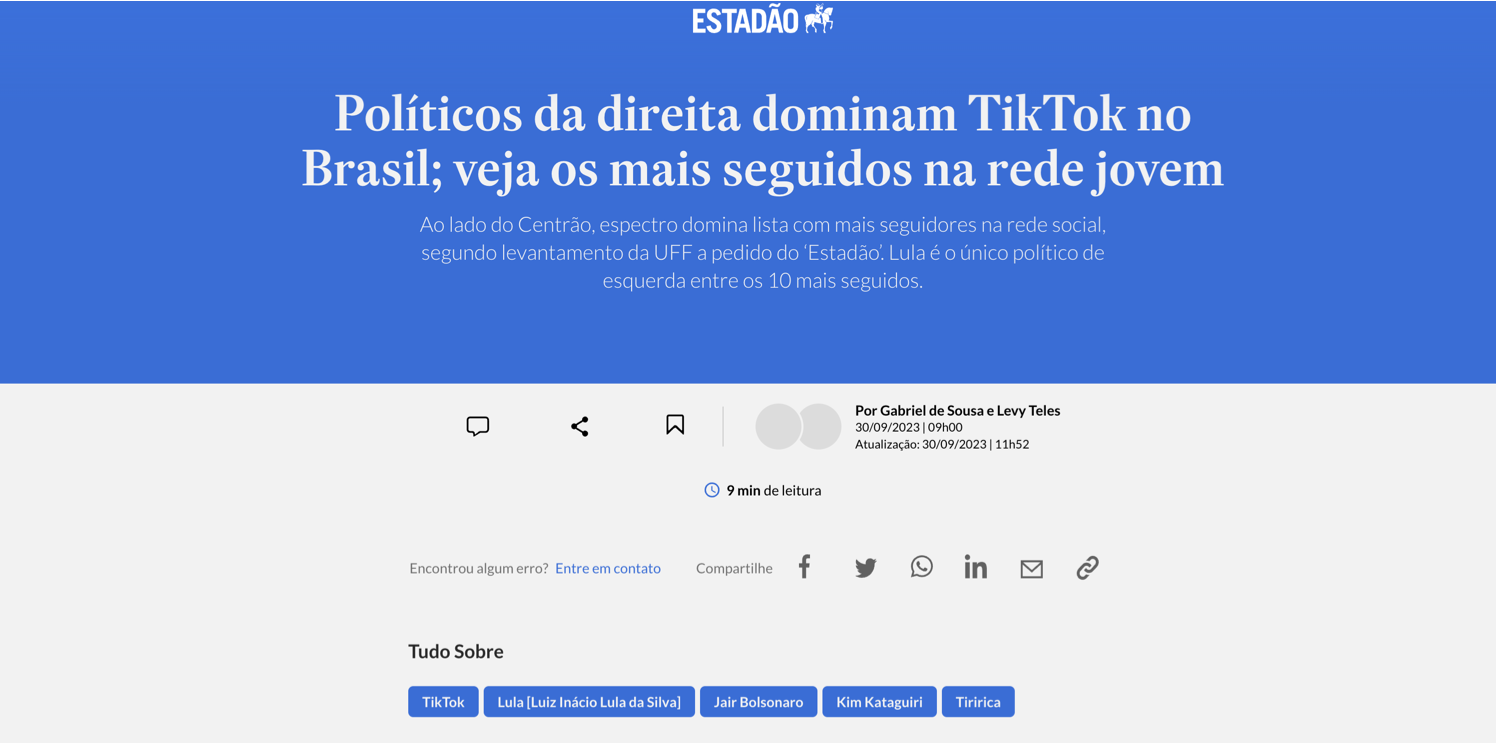 ESTADÃO
Políticos da direita dominam TikTok no
Brasil; veja os mais seguidos na rede jovem
Ao lado do Centrão, espectro domina lista com mais seguidores na rede social,
segundo levantamento da UFF a pedido do ‘Estadão’. Lula é o único político de
esquerda entre os 10 mais seguidos.
Por Gabriel de Sousa e Levy Teles
30/09/2023 | 09h00
Atualização: 30/09/2023 | 11h52
9 min de leitura
Encontrou algum erro? Entre em contato Compartilhe
Tudo Sobre
TikTok Lula [Luiz Inácio Lula da Silva] Jair Bolsonaro Kim Kataguiri Tiririca